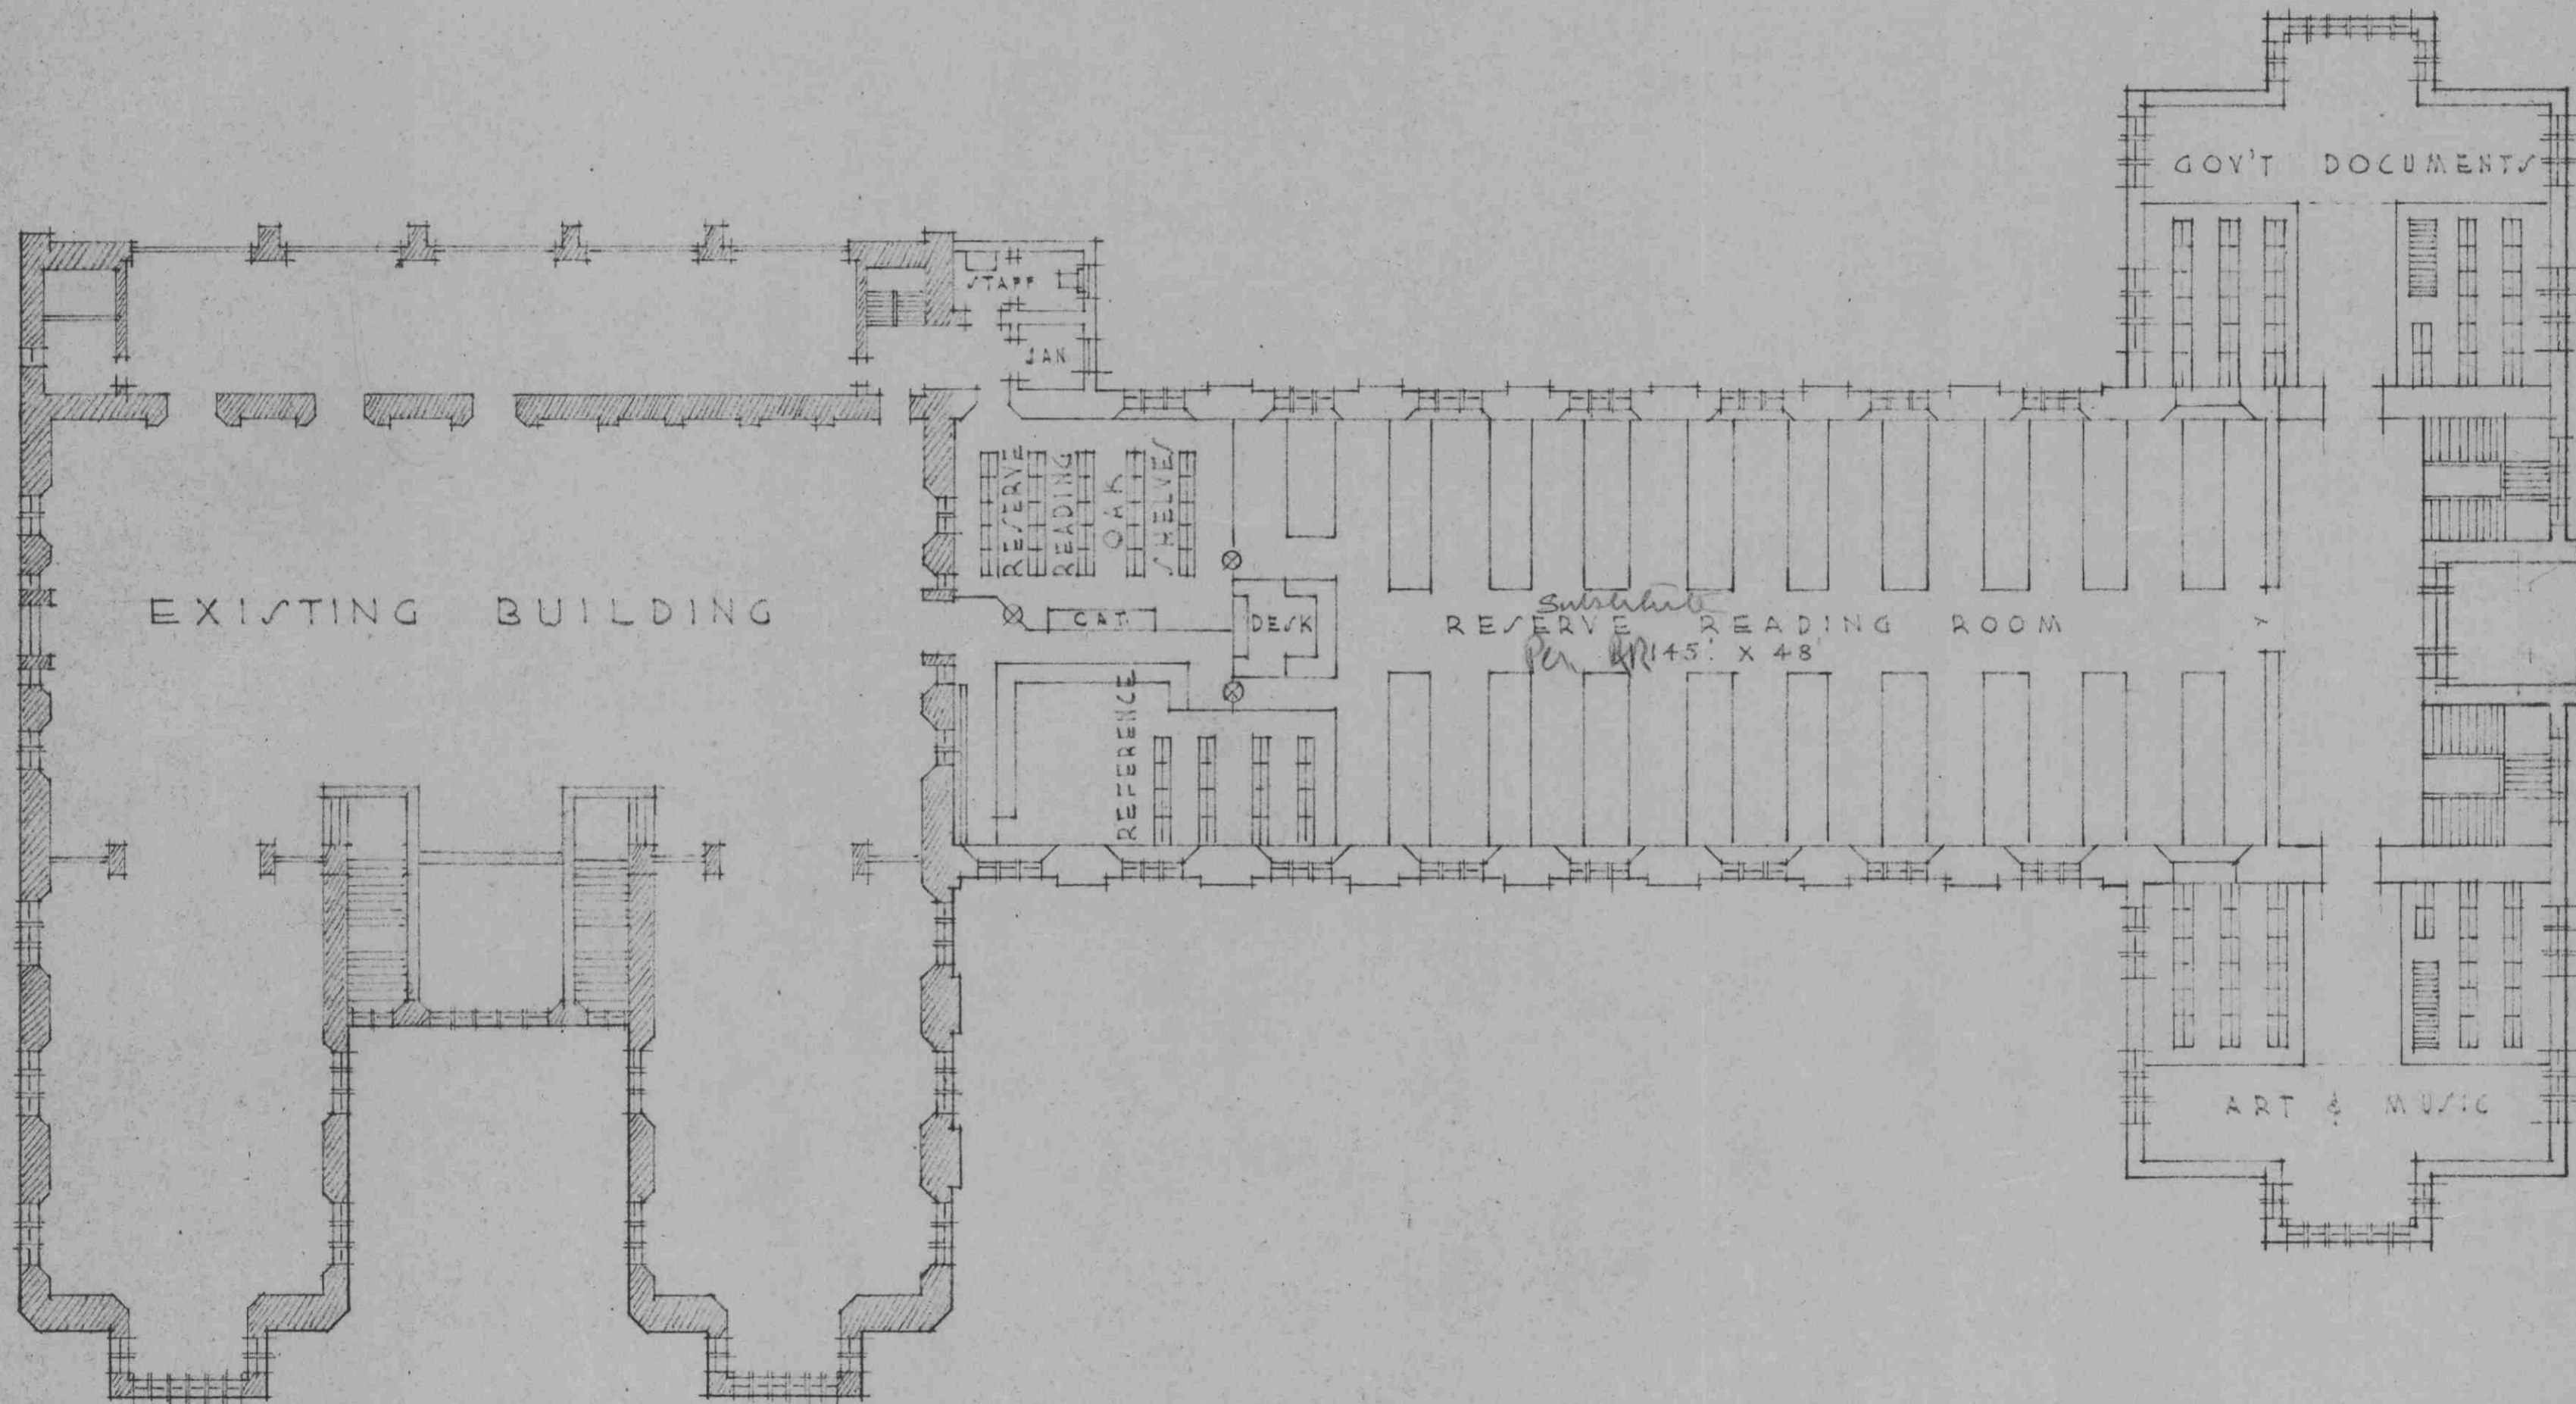 GOV'T DOCUMENTS
STAFF
JAN
RESERVE
READING
OAK
SHELVES
EXISTING BUILDING
CAT.
DESK
Substitute
RESERVE READING ROOM
Per. 145' X 48'
REFERENCE
ART & MUSIC